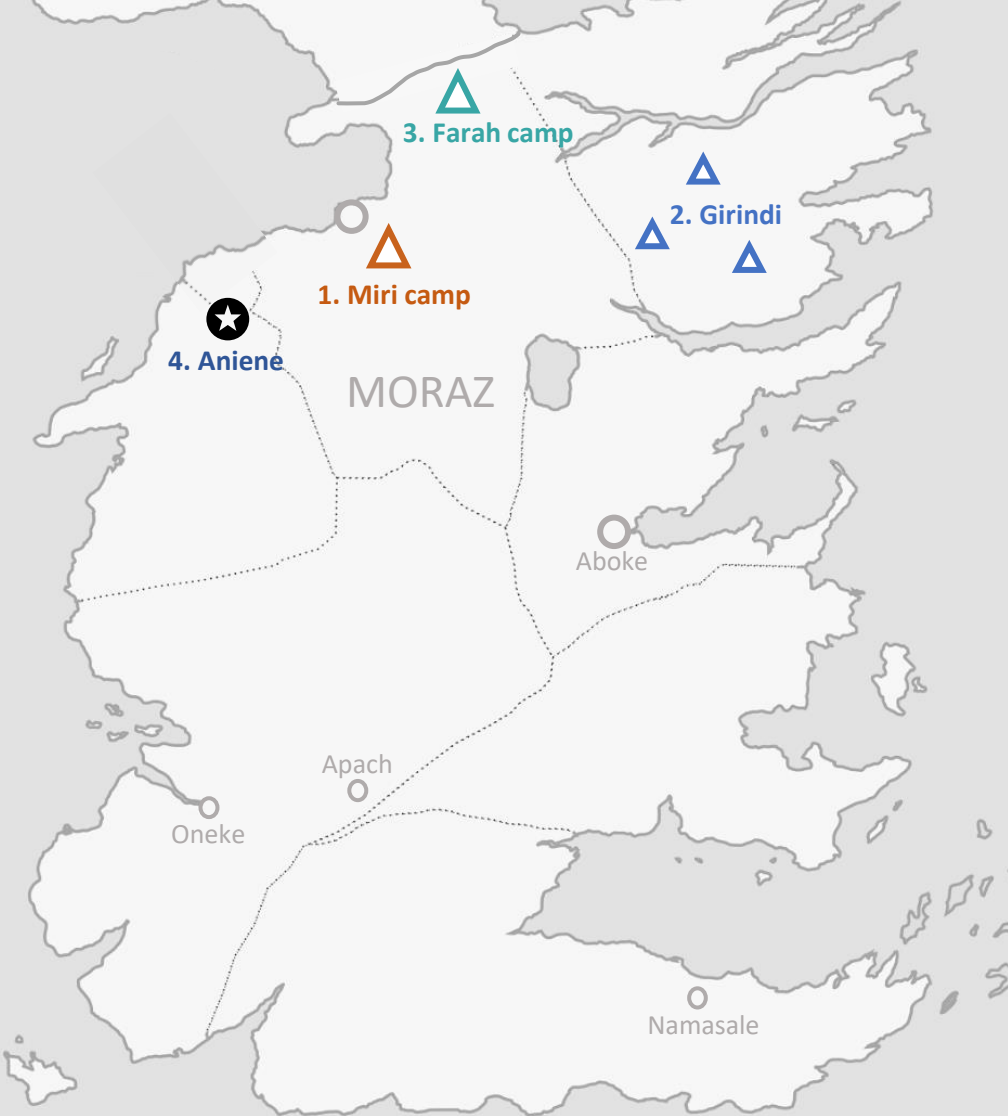 3. Farah camp
2. Girindi
1. Miri camp
4. Aniene
MORAZ
Aboke
Apach
Oneke
Namasale